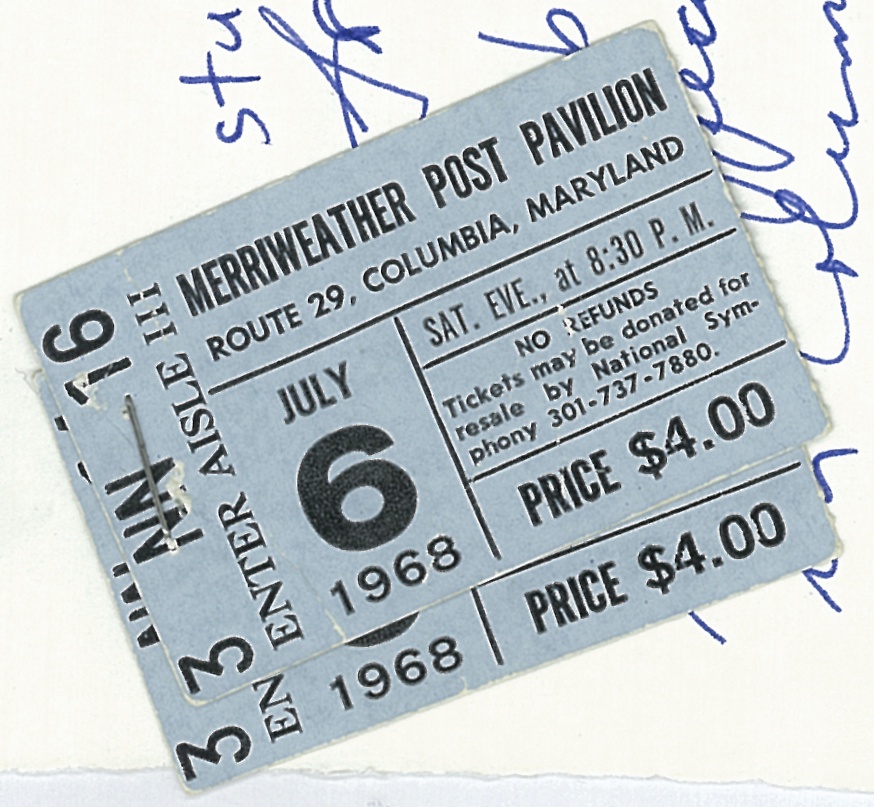 stu
MERRIWEATHER POST PAVILION
ROUTE 29, COLUMBIA, MARYLAND
SAT. EVE., at 8:30 P. M.
NO REFUNDS
Tickets may be donated for
resale by National Sym-
phony 301-737-7880.
JULY
6
1968
PRICE $4.00
3 NN 16
ENTER AISLE III
1968
PRICE $4.00
3 NN
EN